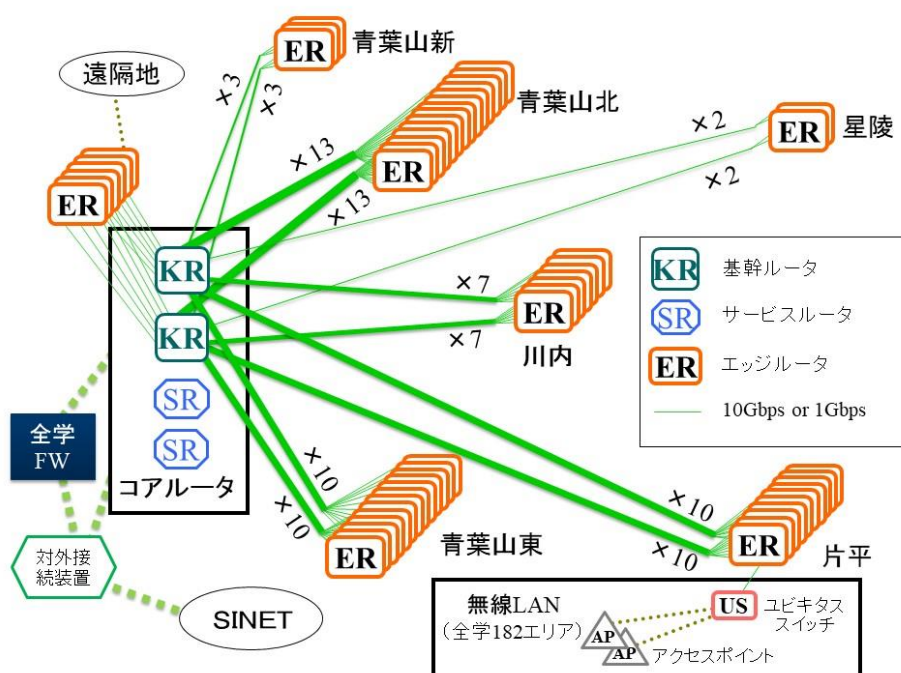 ER
青葉山新
遠隔地
×3
×3
青葉山北
×13
ER
×13
×2
ER
星陵
×2
ER
KR
KR
×7
ER
×7
川内
KR
基幹ルータ
SR
サービスルータ
ER
エッジルータ
10Gbps or 1Gbps
SR
SR
コアルータ
全学
FW
×10
×10
ER
青葉山東
×10
×10
ER
片平
対外接
続装置
SINET
無線LAN
(全学182エリア)
US
ユビキタス
スイッチ
AP
AP
アクセスポイント